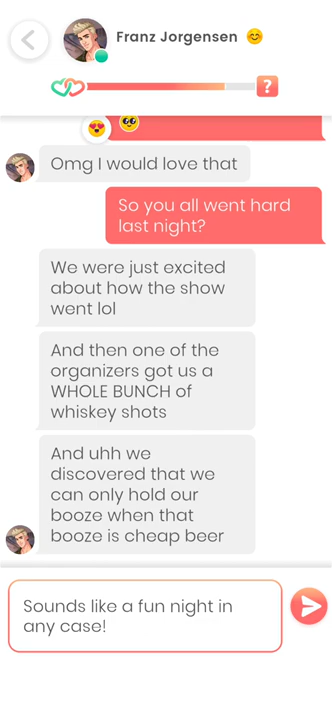 Franz Jorgensen
?
Omg I would love that
So you all went hard
last night?
We were just excited
about how the show
went lol
And then one of the
organizers got us a
WHOLE BUNCH of
whiskey shots
And uhh we
discovered that we
can only hold our
booze when that
booze is cheap beer
Sounds like a fun night in
any case!